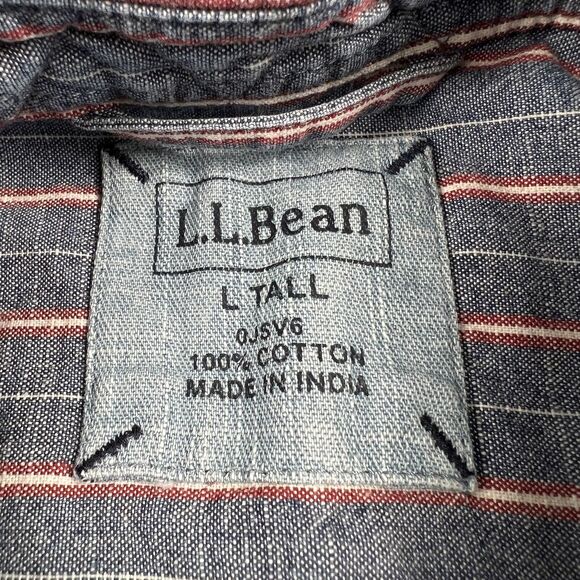 L.L.Bean
L TALL
0JSV6
100% COTTON
MADE IN INDIA